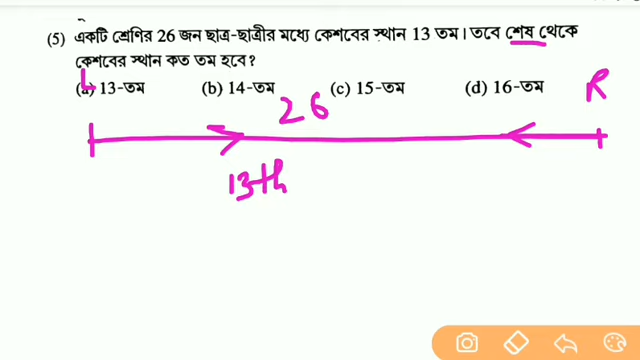 (5) একটি শ্রেণির 26 জন ছাত্র-ছাত্রীর মধ্যে কেশবের স্থান 13 তম। তবে শেষ থেকে
কেশবের স্থান কত তম হবে?
(a) 13-তম (b) 14-তম (c) 15-তম (d) 16-তম
L 26 R
13th